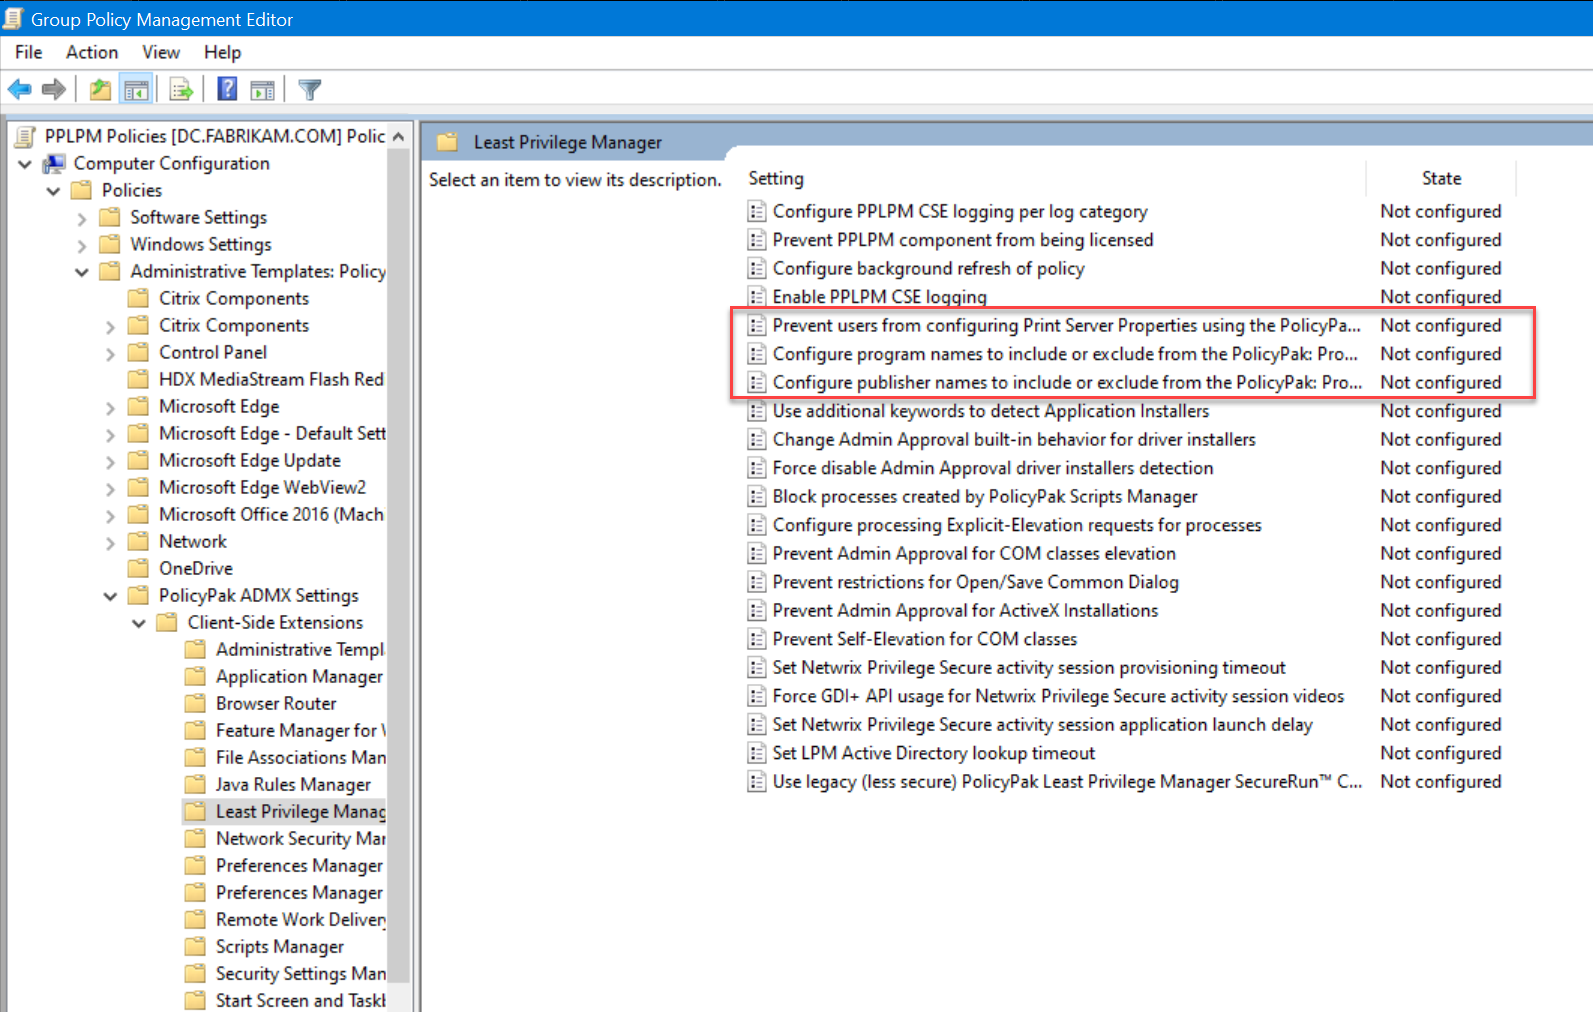 Group Policy Management Editor
File Action View Help
PPLPM Policies [DC.FABRIKAM.COM] Polic
Computer Configuration
Policies
Software Settings
Windows Settings
Administrative Templates: Policy
Citrix Components
Citrix Components
Control Panel
HDX MediaStream Flash Red
Microsoft Edge
Microsoft Edge - Default Sett
Microsoft Edge Update
Microsoft Edge WebView2
Microsoft Office 2016 (Mach
Network
OneDrive
PolicyPak ADMX Settings
Client-Side Extensions
Administrative Templ
Application Manager
Browser Router
Feature Manager for W
File Associations Man
Java Rules Manager
Least Privilege Manag
Network Security Man
Preferences Manager
Preferences Manager
Remote Work Delivery
Scripts Manager
Security Settings Man
Start Screen and Taskb
Least Privilege Manager
Select an item to view its description.
Setting State
Configure PPLPM CSE logging per log category Not configured
Prevent PPLPM component from being licensed Not configured
Configure background refresh of policy Not configured
Enable PPLPM CSE logging Not configured
Prevent users from configuring Print Server Properties using the PolicyPa... Not configured
Configure program names to include or exclude from the PolicyPak: Pro... Not configured
Configure publisher names to include or exclude from the PolicyPak: Pro... Not configured
Use additional keywords to detect Application Installers Not configured
Change Admin Approval built-in behavior for driver installers Not configured
Force disable Admin Approval driver installers detection Not configured
Block processes created by PolicyPak Scripts Manager Not configured
Configure processing Explicit-Elevation requests for processes Not configured
Prevent Admin Approval for COM classes elevation Not configured
Prevent restrictions for Open/Save Common Dialog Not configured
Prevent Admin Approval for ActiveX Installations Not configured
Prevent Self-Elevation for COM classes Not configured
Set Netwrix Privilege Secure activity session provisioning timeout Not configured
Force GDI+ API usage for Netwrix Privilege Secure activity session videos Not configured
Set Netwrix Privilege Secure activity session application launch delay Not configured
Set LPM Active Directory lookup timeout Not configured
Use legacy (less secure) PolicyPak Least Privilege Manager SecureRun™ C... Not configured